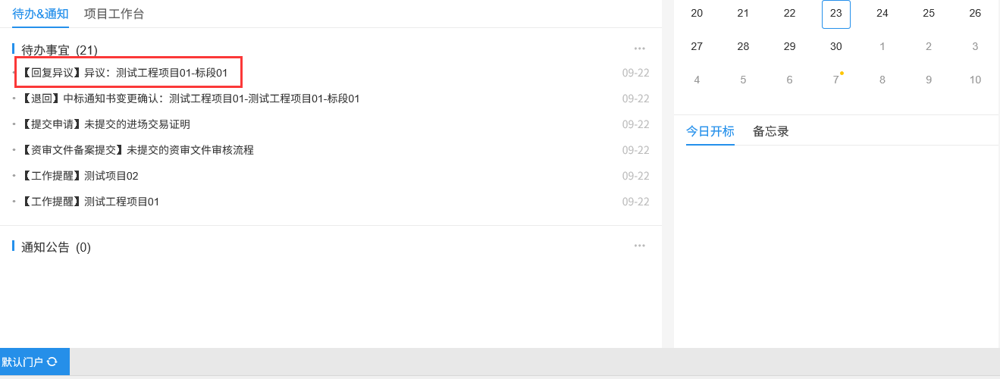 待办&通知 项目工作台
待办事宜 (21) ···
【回复异议】异议：测试工程项目01-标段01 09-22
【退回】中标通知书变更确认：测试工程项目01-测试工程项目01-标段01 09-22
【提交申请】未提交的进场交易证明 09-22
【资审文件备案提交】未提交的资审文件审核流程 09-22
【工作提醒】测试项目02 09-22
【工作提醒】测试工程项目01 09-22
通知公告 (0) ···
20 21 22 23 24 25 26
27 28 29 30 1 2 3
4 5 6 7 8 9 10
今日开标 备忘录
默认门户